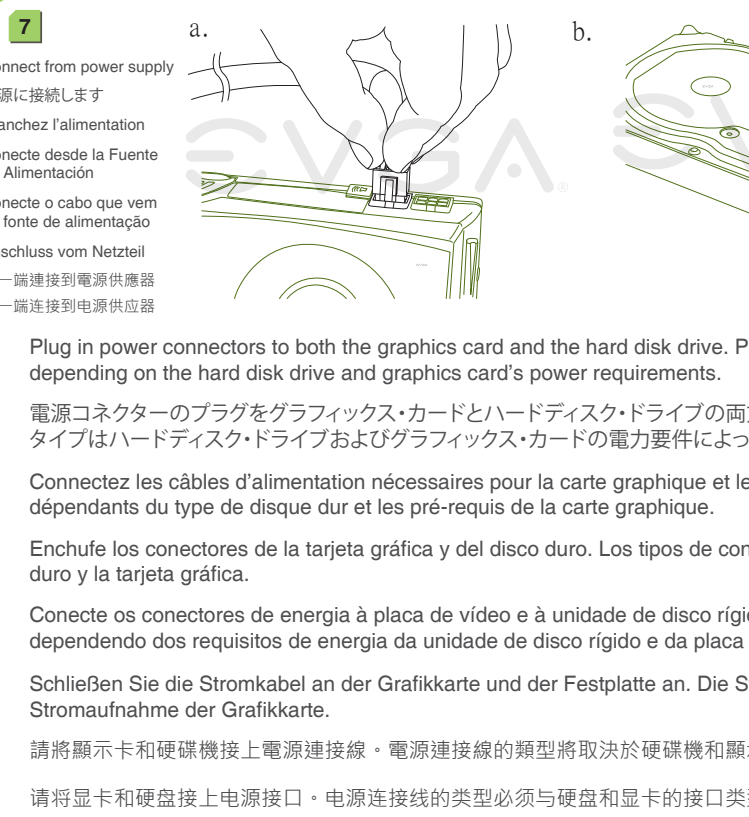 7
a.
b.
onnect from power supply
源に接続します
anchez l’alimentation
onecte desde la Fuente
Alimentación
onecte o cabo que vem
fonte de alimentação
schluss vom Netzteil
一端連接到電源供應器
一端连接到电源供应器
EVGA
Plug in power connectors to both the graphics card and the hard disk drive. P
depending on the hard disk drive and graphics card’s power requirements.
電源コネクターのプラグをグラフィックス・カードとハードディスク・ドライブの両
タイプはハードディスク・ドライブおよびグラフィックス・カードの電力要件によっ
Connectez les câbles d’alimentation nécessaires pour la carte graphique et le
dépendants du type de disque dur et les pré-requis de la carte graphique.
Enchufe los conectores de la tarjeta gráfica y del disco duro. Los tipos de con
duro y la tarjeta gráfica.
Conecte os conectores de energia à placa de vídeo e à unidade de disco rígi
dependendo dos requisitos de energia da unidade de disco rígido e da placa
Schließen Sie die Stromkabel an der Grafikkarte und der Festplatte an. Die S
Stromaufnahme der Grafikkarte.
請將顯示卡和硬碟機接上電源連接線。電源連接線的類型將取決於硬碟機和顯
请将显卡和硬盘接上电源接口。电源连接线的类型必须与硬盘和显卡的接口类